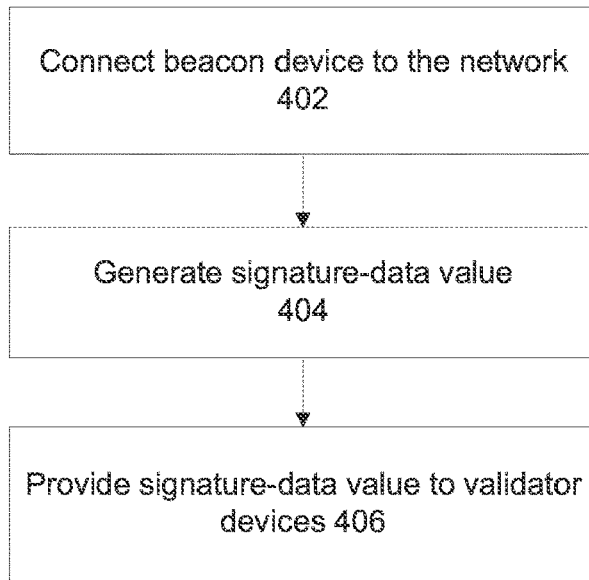 Connect beacon device to the network
402
Generate signature-data value
404
Provide signature-data value to validator
devices 406